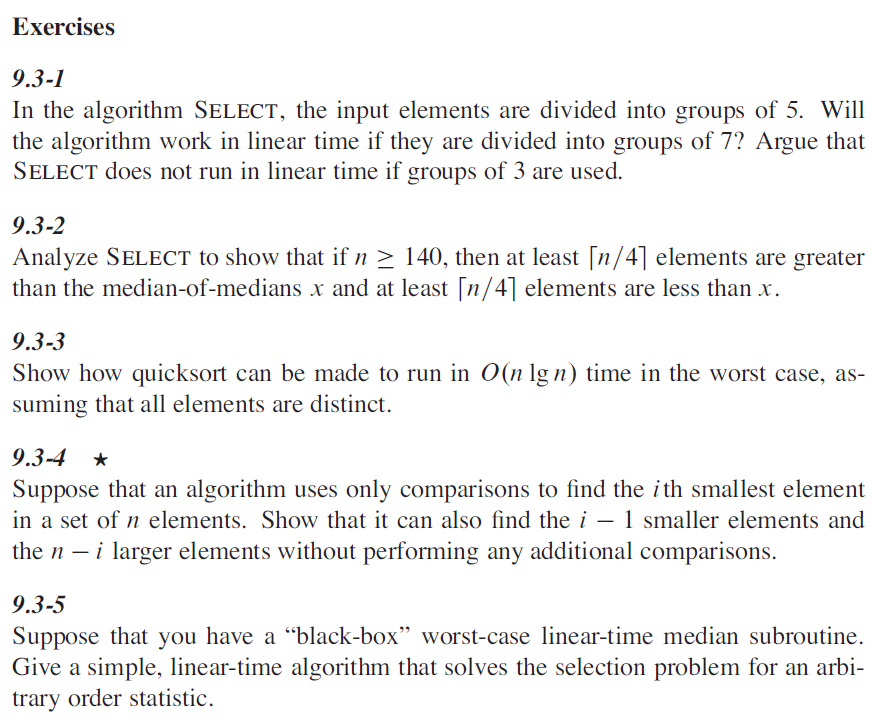 Exercises
9.3-1
In the algorithm SELECT, the input elements are divided into groups of 5. Will
the algorithm work in linear time if they are divided into groups of 7? Argue that
SELECT does not run in linear time if groups of 3 are used.
9.3-2
Analyze SELECT to show that if n ≥ 140, then at least ⌈n/4⌉ elements are greater
than the median-of-medians x and at least ⌈n/4⌉ elements are less than x.
9.3-3
Show how quicksort can be made to run in O(n lg n) time in the worst case, as-
suming that all elements are distinct.
9.3-4 ★
Suppose that an algorithm uses only comparisons to find the ith smallest element
in a set of n elements. Show that it can also find the i − 1 smaller elements and
the n − i larger elements without performing any additional comparisons.
9.3-5
Suppose that you have a “black-box” worst-case linear-time median subroutine.
Give a simple, linear-time algorithm that solves the selection problem for an arbi-
trary order statistic.